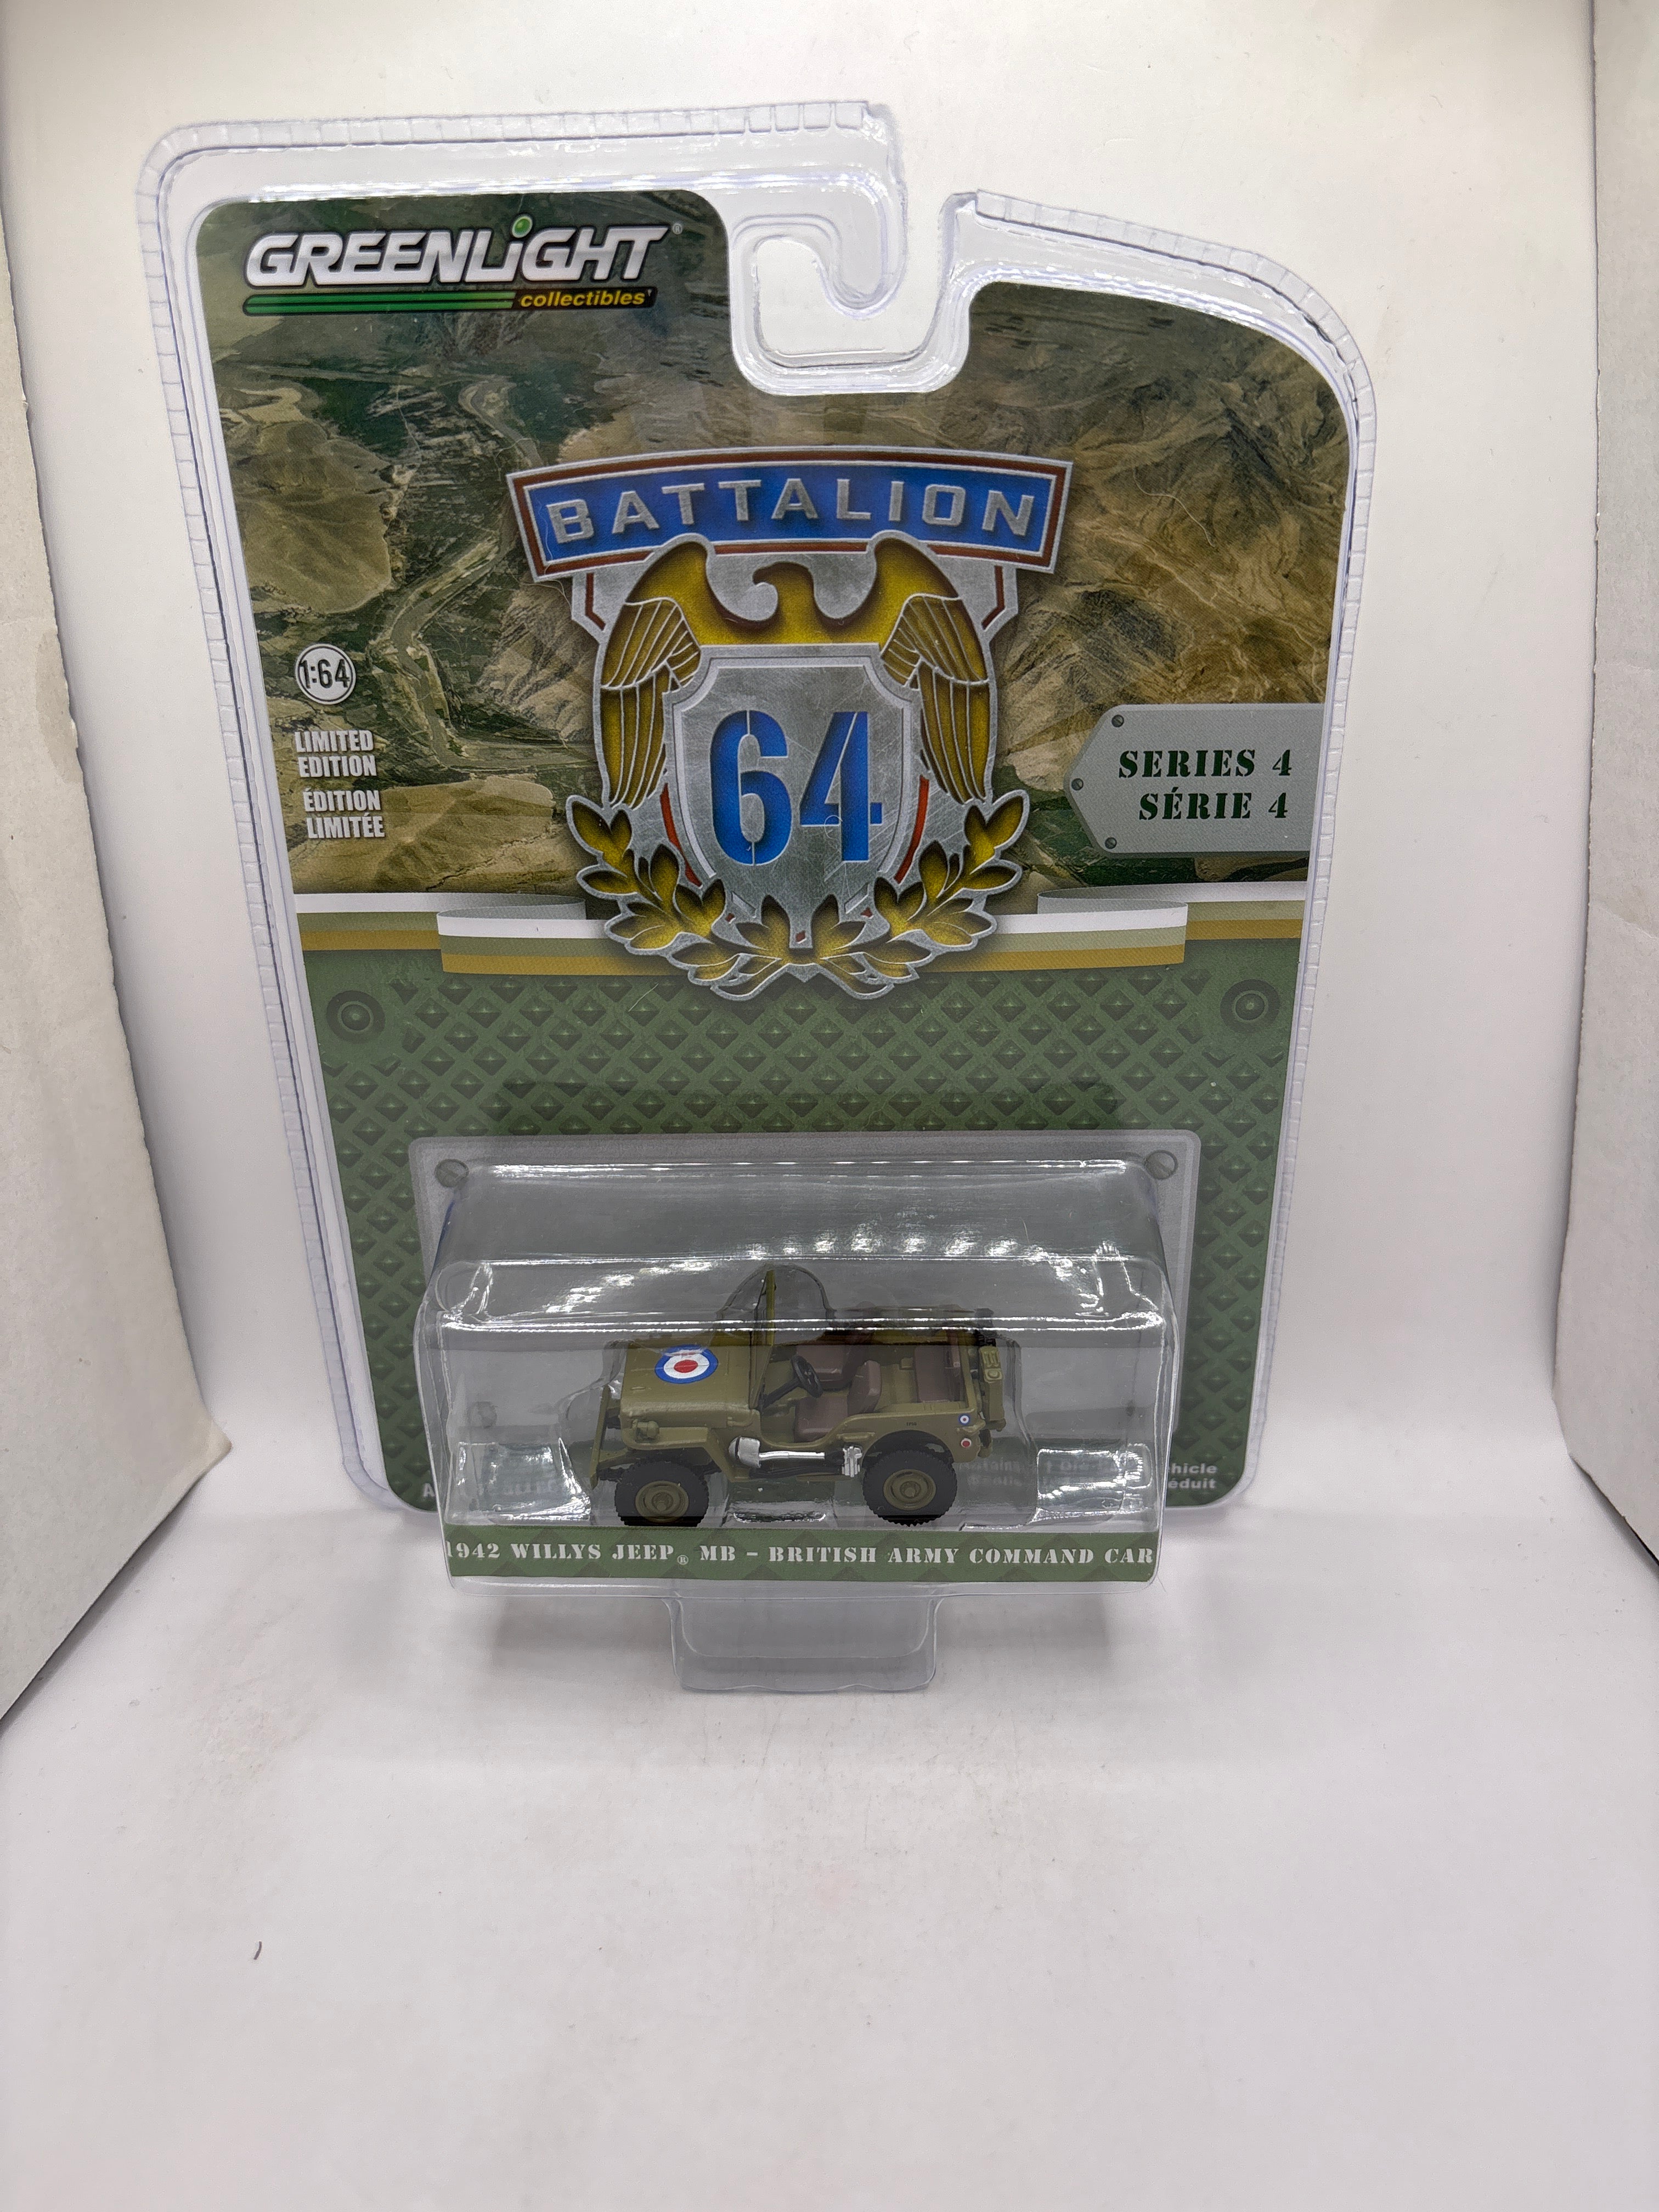 GREENLiGHT®
collectibles
BATTALION
64
1:64
LIMITED
EDITION
ÉDITION
LIMITÉE
SERIES 4
SÉRIE 4
1942 WILLYS JEEP® MB – BRITISH ARMY COMMAND CAR